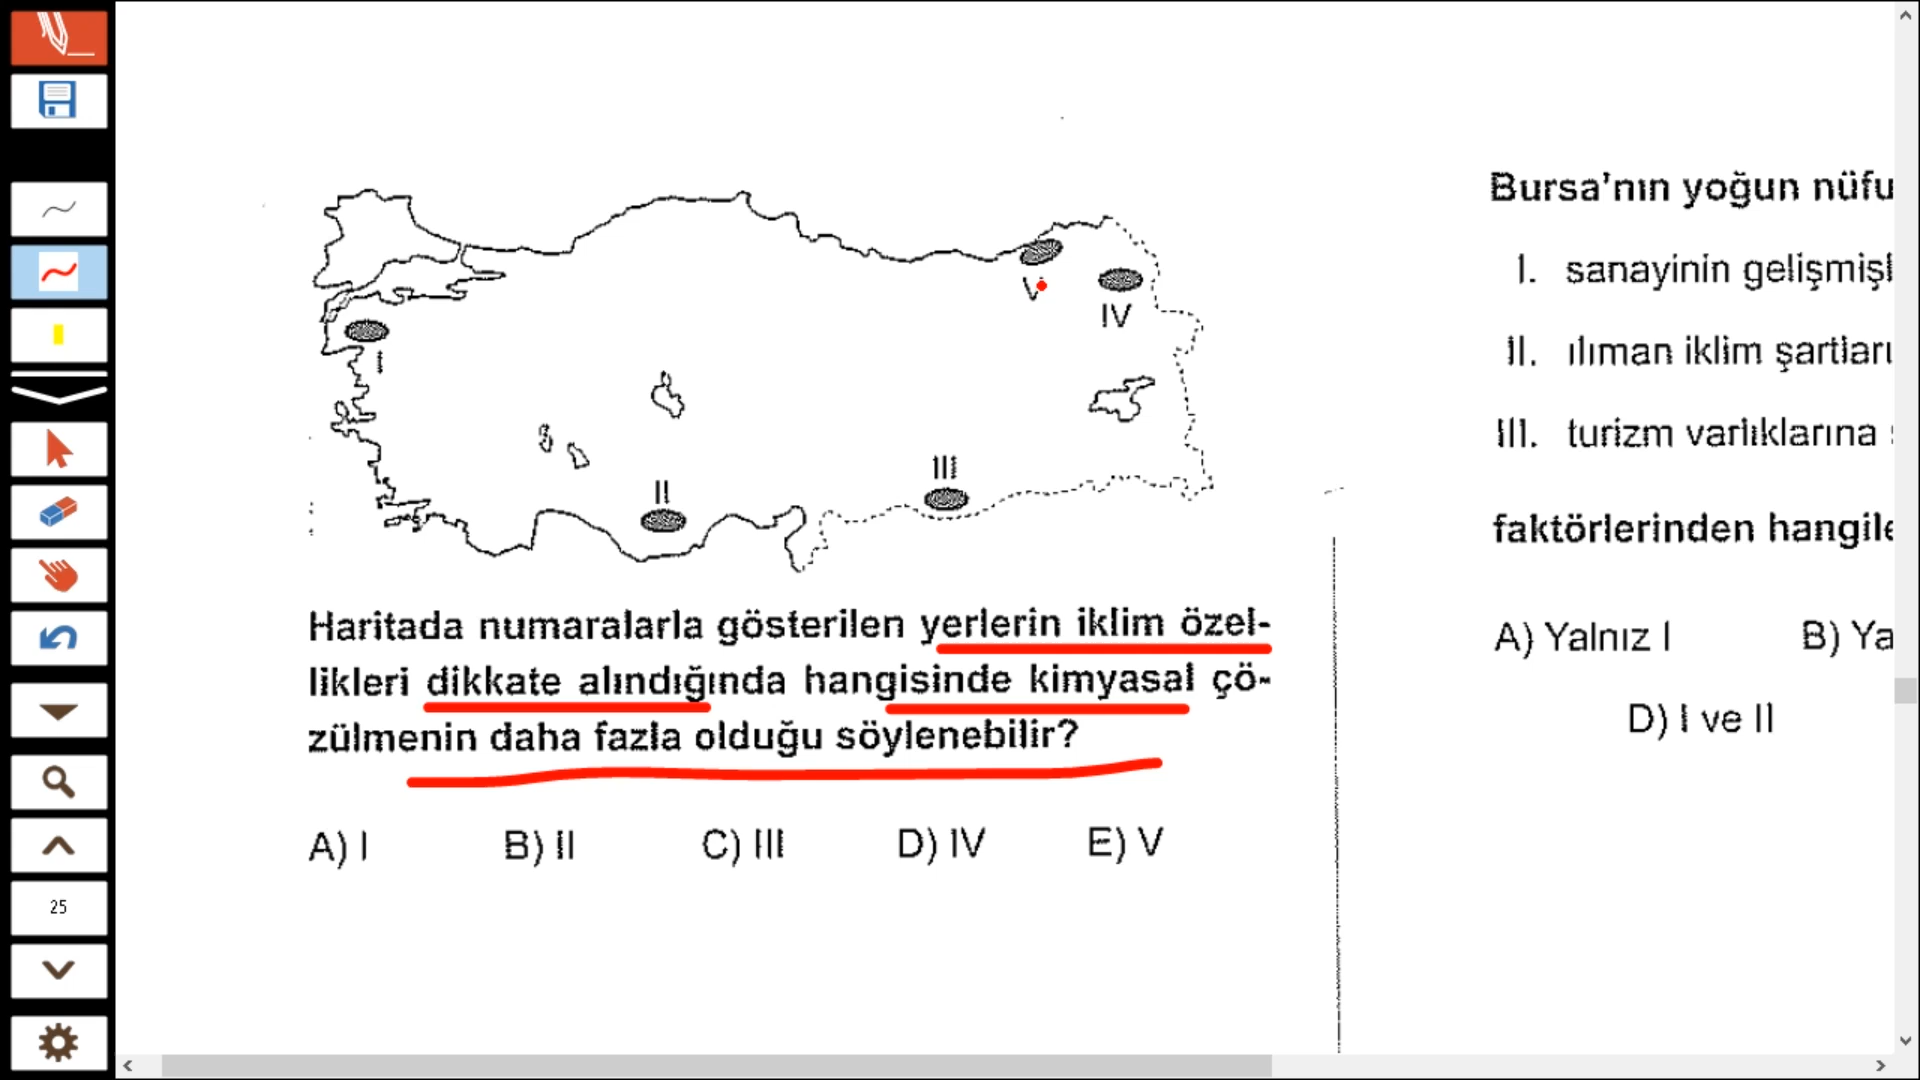 V
IV
I
III
II
Haritada numaralarla gösterilen yerlerin iklim özel-
likleri dikkate alındığında hangisinde kimyasal çö-
zülmenin daha fazla olduğu söylenebilir?
A) I B) II C) III D) IV E) V
Bursa'nın yoğun nüfu
I. sanayinin gelişmişl
II. ılıman iklim şartları
III. turizm varlıklarına
faktörlerinden hangile
A) Yalnız I B) Ya
D) I ve II
25